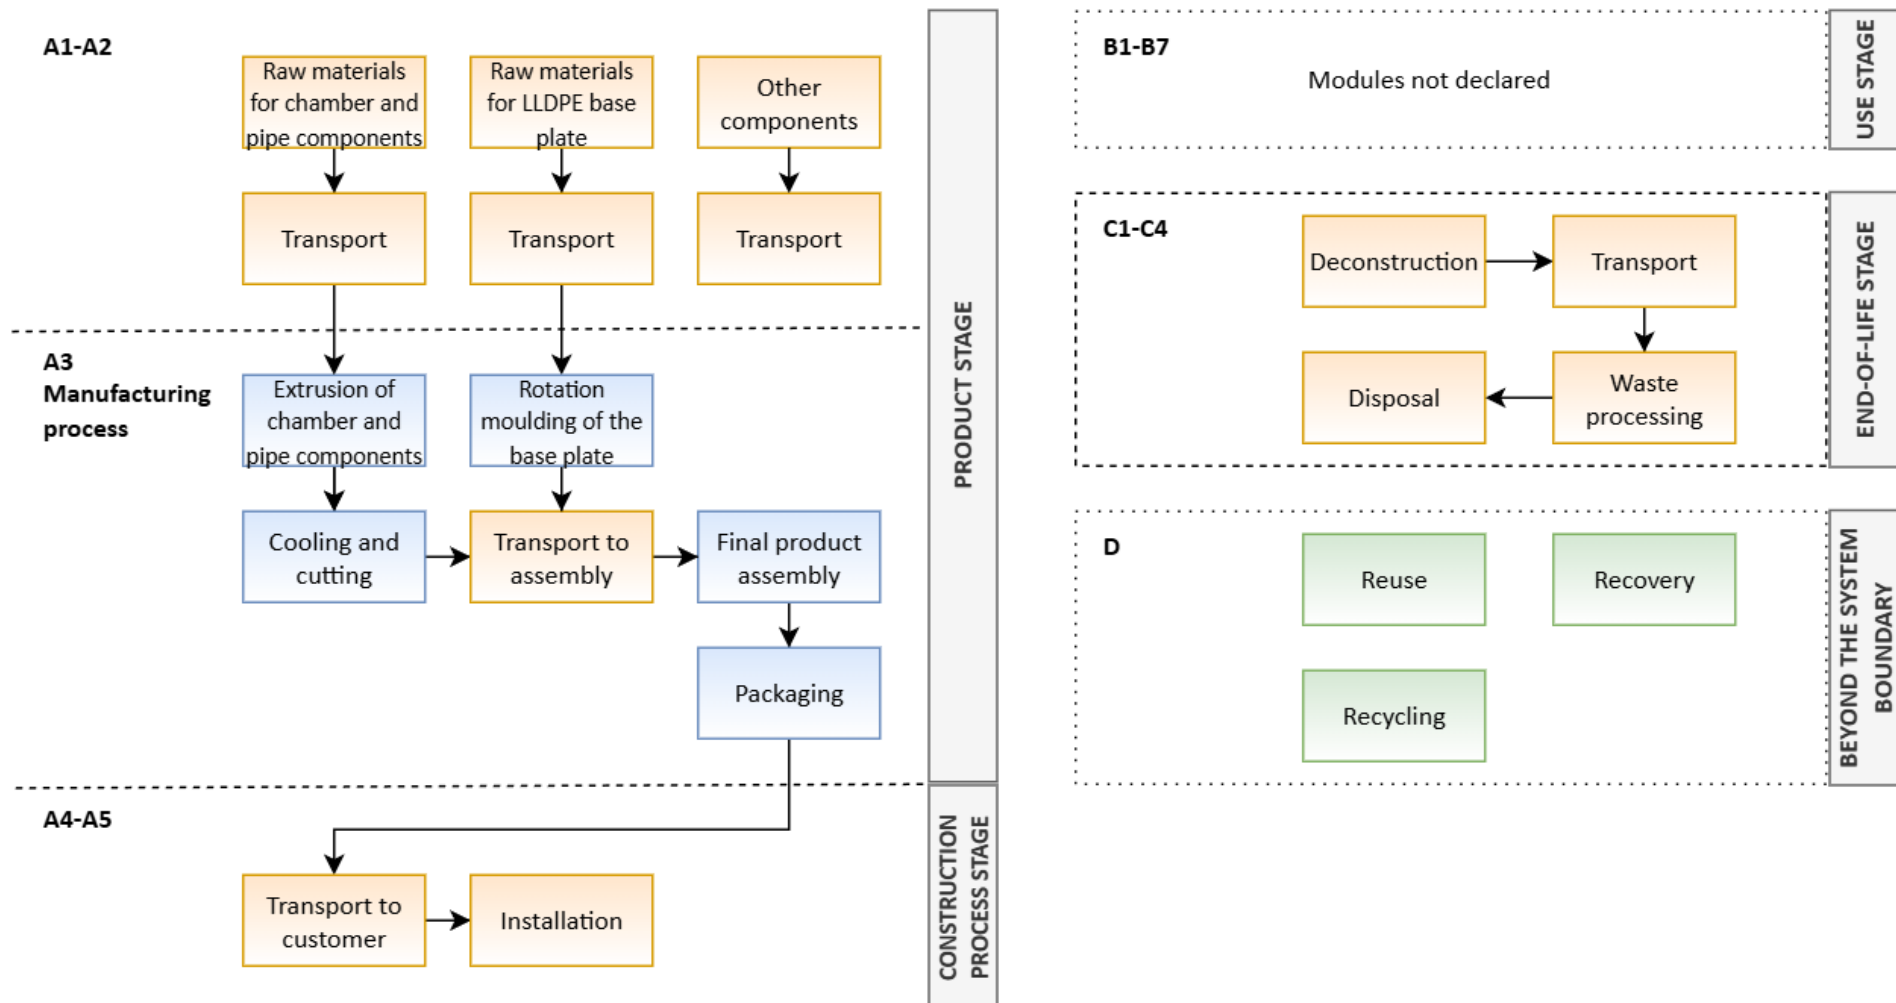 A1-A2
Raw materials
for chamber and
pipe components
Raw materials
for LLDPE base
plate
Other
components
Transport
Transport
Transport
A3
Manufacturing
process
Extrusion of
chamber and
pipe components
Rotation
moulding of the
base plate
Cooling and
cutting
Transport to
assembly
Final product
assembly
Packaging
PRODUCT STAGE
A4-A5
Transport to
customer
Installation
CONSTRUCTION
PROCESS STAGE
B1-B7
Modules not declared
USE STAGE
C1-C4
Deconstruction
Transport
Disposal
Waste
processing
END-OF-LIFE STAGE
D
Reuse
Recovery
Recycling
BEYOND THE SYSTEM
BOUNDARY